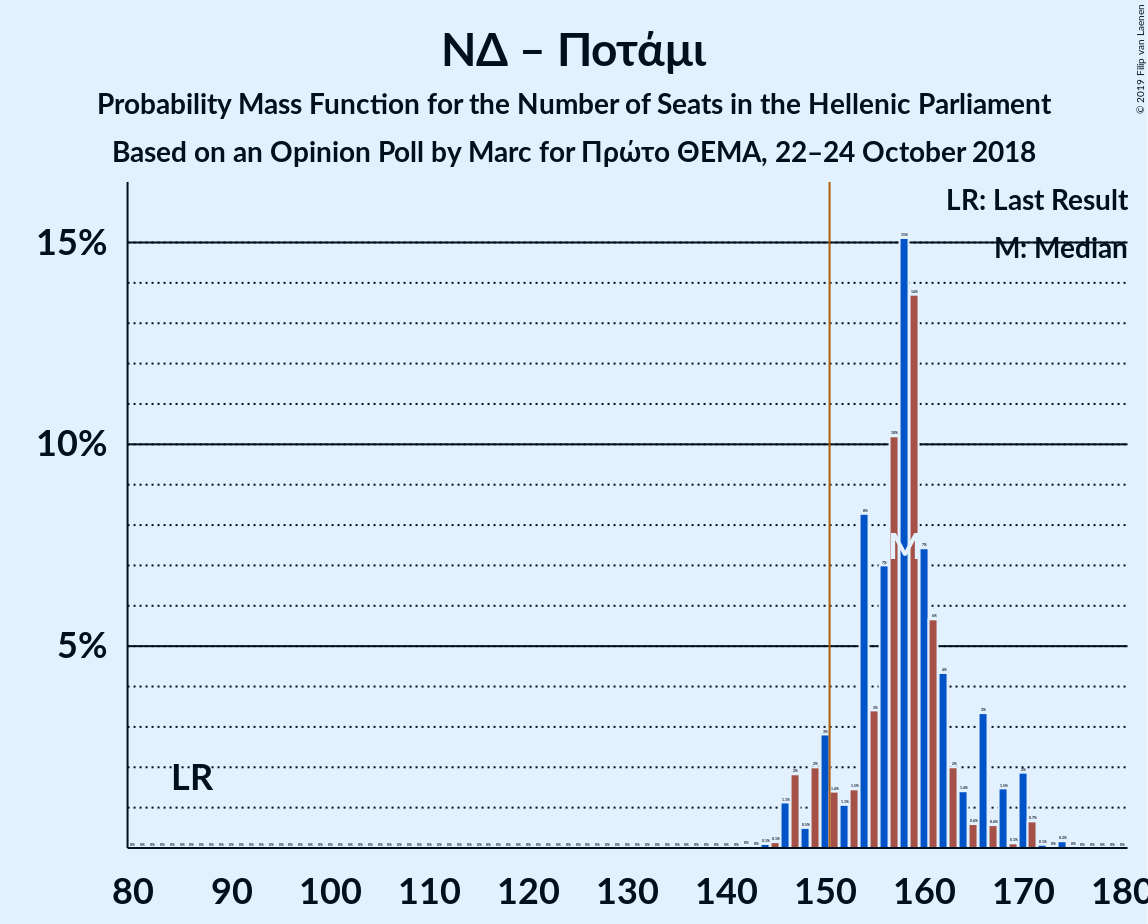 ΝΔ – Ποτάμι
Probability Mass Function for the Number of Seats in the Hellenic Parliament
Based on an Opinion Poll by Marc for Πρώτο ΘΕΜΑ, 22–24 October 2018
© 2019 Filip van Laenen
LR: Last Result
M: Median
15%
10%
5%
LR
M
80 90 100 110 120 130 140 150 160 170 180